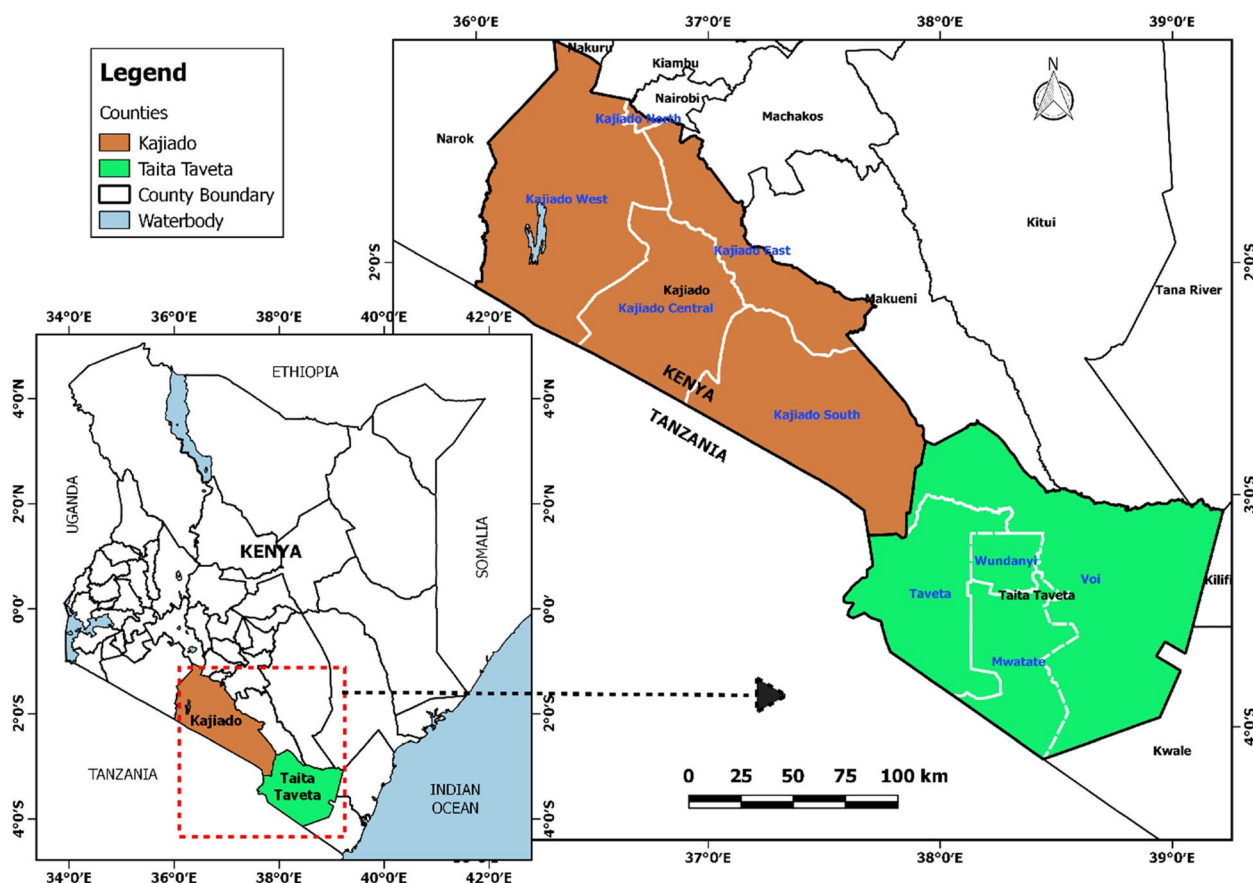 36°0'E 37°0'E 38°0'E 39°0'E
Legend
Counties
Kajiado
Taita Taveta
County Boundary
Waterbody
N
Nakuru
Kiambu
Nairobi
Machakos
Kajiado North
Narok
Kajiado West
Kitui
Kajiado East
2°0'S
2°0'S
Kajiado
Kajiado Central
Makueni
Tana River
KENYA
TANZANIA
Kajiado South
3°0'S
Wundanyi
Taveta
Voi
Kilifi
Taita Taveta
Mwatate
4°0'S
Kwale
0 25 50 75 100 km
37°0'E 38°0'E 39°0'E
34°0'E 36°0'E 38°0'E 40°0'E 42°0'E
ETHIOPIA
4°0'N
4°0'N
UGANDA
2°0'N
2°0'N
KENYA
SOMALIA
0°0'
0°0'
2°0'S
2°0'S
Kajiado
TANZANIA
Taita
Taveta
INDIAN
OCEAN
4°0'S
4°0'S
34°0'E 36°0'E 38°0'E 40°0'E 42°0'E